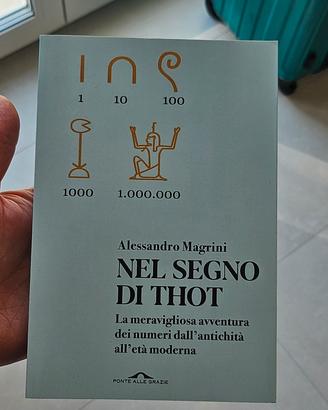 1 10 100
1000 1.000.000
Alessandro Magrini
NEL SEGNO
DI THOT
La meravigliosa avventura
dei numeri dall'antichità
all'età moderna
PONTE ALLE GRAZIE